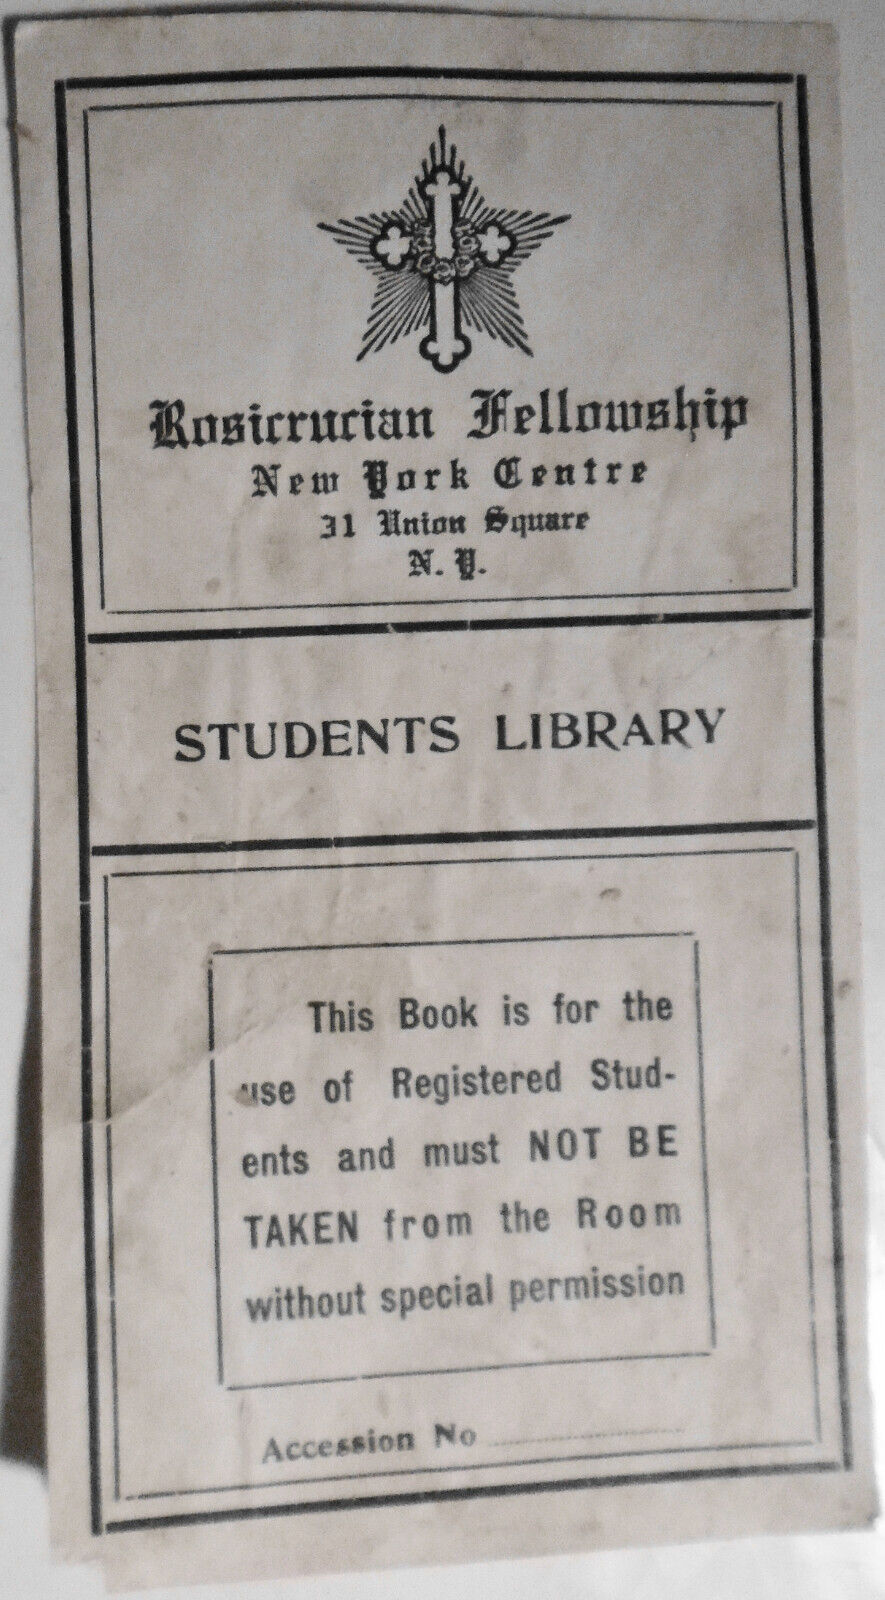 Rosicrucian Fellowship
New York Centre
31 Union Square
N. Y.
STUDENTS LIBRARY
This Book is for the
use of Registered Stud-
ents and must NOT BE
TAKEN from the Room
without special permission
Accession No